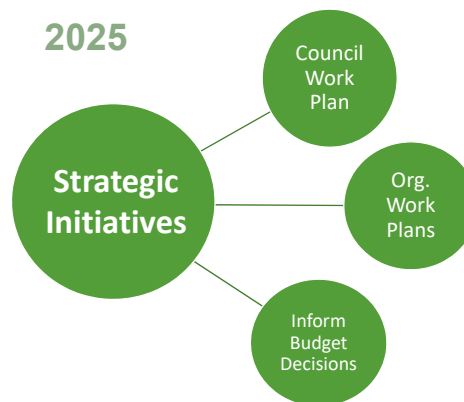 2025
Council
Work
Plan
Strategic
Initiatives
Org.
Work
Plans
Inform
Budget
Decisions